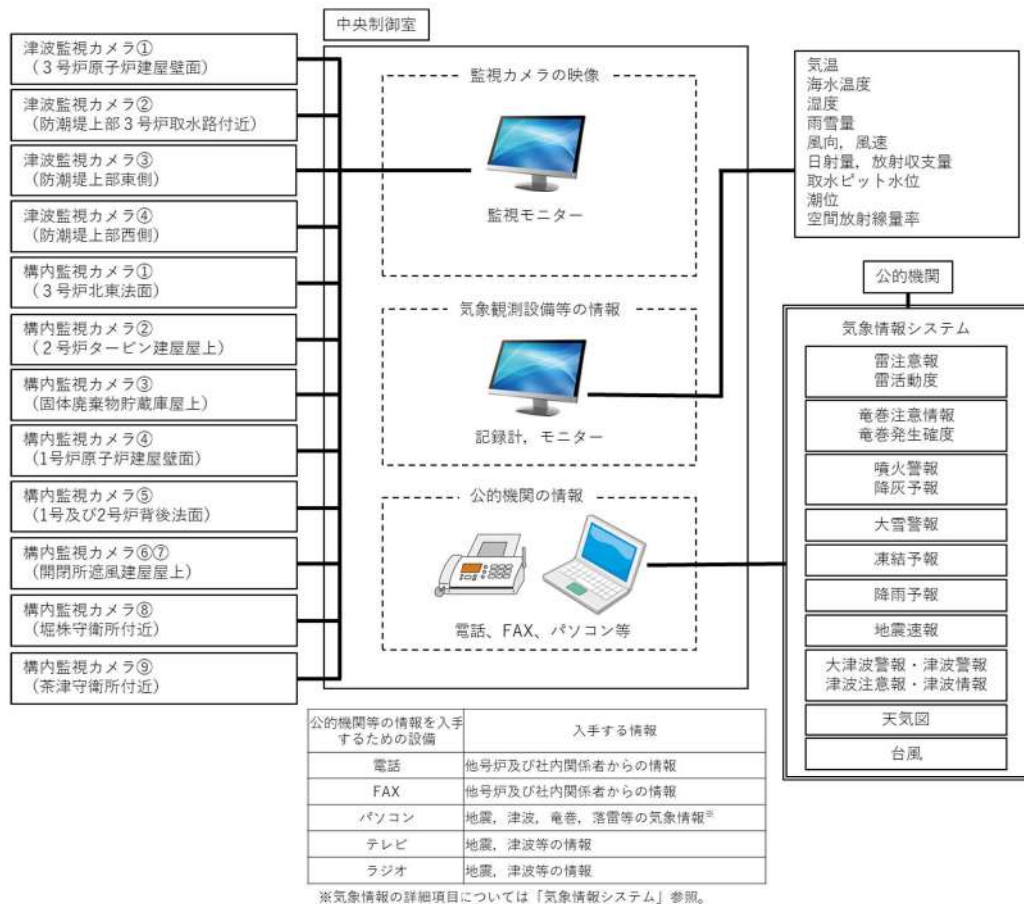 中央制御室
津波監視カメラ①
(3号炉原子炉建屋壁面)
津波監視カメラ②
(防潮堤上部3号炉取水路付近)
津波監視カメラ③
(防潮堤上部東側)
津波監視カメラ④
(防潮堤上部西側)
構内監視カメラ①
(3号炉北東法面)
構内監視カメラ②
(2号炉タービン建屋屋上)
構内監視カメラ③
(固体廃棄物貯蔵庫屋上)
構内監視カメラ④
(1号炉原子炉建屋壁面)
構内監視カメラ⑤
(1号及び2号炉背後法面)
構内監視カメラ⑥⑦
(開閉所遮風建屋屋上)
構内監視カメラ⑧
(堀株守衛所付近)
構内監視カメラ⑨
(茶津守衛所付近)
監視カメラの映像
監視モニター
気象観測設備等の情報
記録計,モニター
公的機関の情報
電話、FAX、パソコン等
気温
海水温度
湿度
雨雪量
風向,風速
日射量,放射収支量
取水ピット水位
潮位
空間放射線量率
公的機関
気象情報システム
雷注意報
雷活動度
竜巻注意情報
竜巻発生確度
噴火警報
降灰予報
大雪警報
凍結予報
降雨予報
地震速報
大津波警報・津波警報
津波注意報・津波情報
天気図
台風
公的機関等の情報を入手
するための設備
入手する情報
電話
他号炉及び社内関係者からの情報
FAX
他号炉及び社内関係者からの情報
パソコン
地震,津波,竜巻,落雷等の気象情報※
テレビ
地震,津波等の情報
ラジオ
地震,津波等の情報
※気象情報の詳細項目については「気象情報システム」参照。